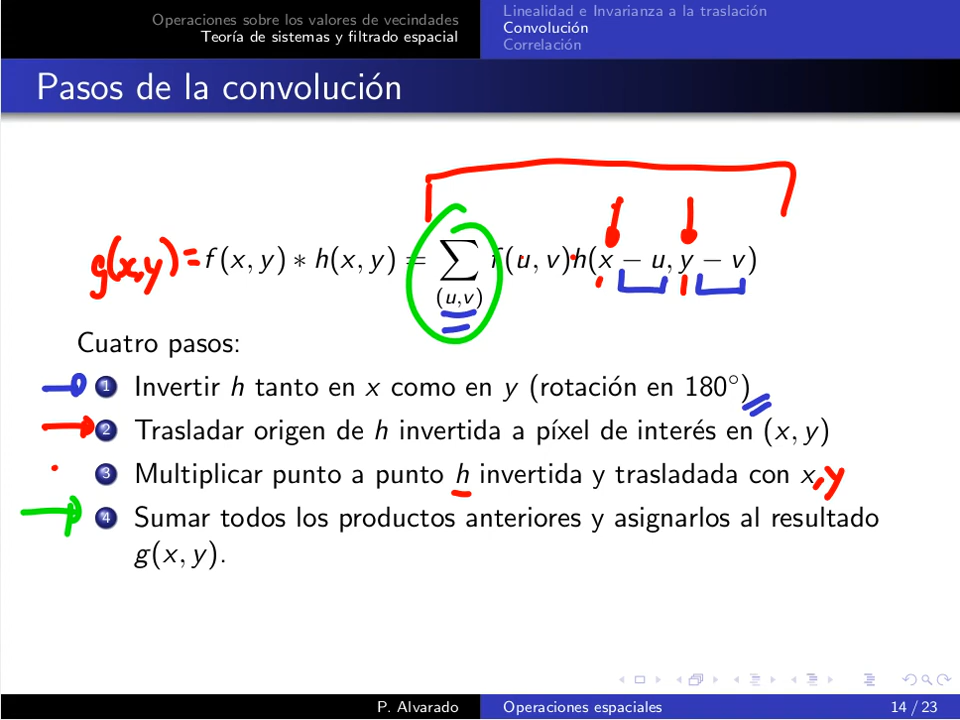 Operaciones sobre los valores de vecindades
Teoría de sistemas y filtrado espacial
Linealidad e Invarianza a la traslación
Convolución
Correlación
Pasos de la convolución
g(x,y) = f(x, y) ∗ h(x, y) = ∑ f(u, v)h(x − u, y − v)
(u,v)
Cuatro pasos:
1 Invertir h tanto en x como en y (rotación en 180°)
2 Trasladar origen de h invertida a píxel de interés en (x, y)
3 Multiplicar punto a punto h invertida y trasladada con x,y
4 Sumar todos los productos anteriores y asignarlos al resultado
g(x, y).
P. Alvarado
Operaciones espaciales
14 / 23